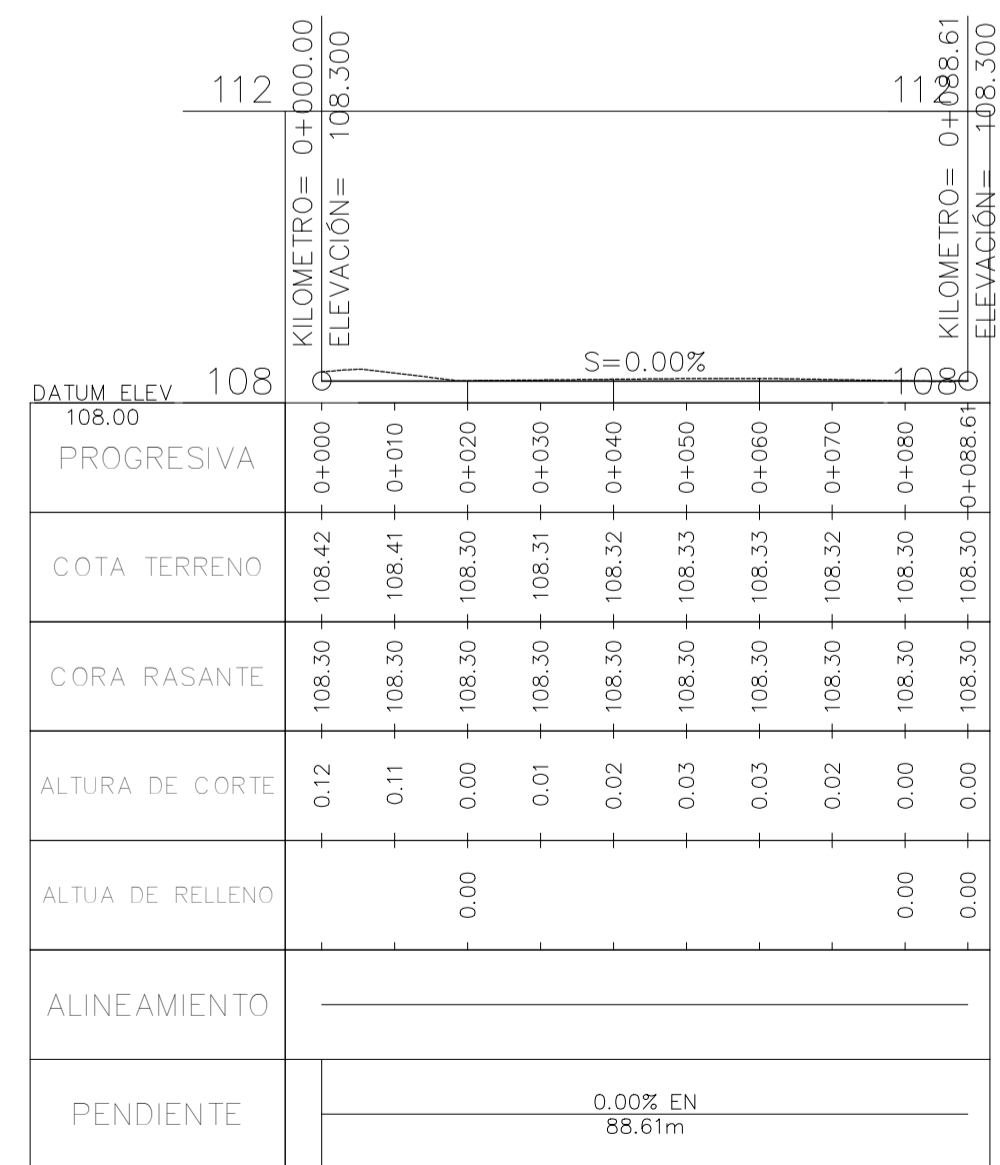 112
KILOMETRO= 0+000.00
ELEVACIÓN= 108.300
112
KILOMETRO= 0+088.61
ELEVACIÓN= 108.300
S=0.00%
DATUM ELEV 108
108
108.00
PROGRESIVA 0+000 0+010 0+020 0+030 0+040 0+050 0+060 0+070 0+080 0+088.61
COTA TERRENO 108.42 108.41 108.30 108.31 108.32 108.33 108.33 108.32 108.30 108.30
CORA RASANTE 108.30 108.30 108.30 108.30 108.30 108.30 108.30 108.30 108.30 108.30
ALTURA DE CORTE 0.12 0.11 0.00 0.01 0.02 0.03 0.03 0.02 0.00 0.00
ALTUA DE RELLENO 0.00 0.00 0.00
ALINEAMIENTO
PENDIENTE 0.00% EN
88.61m